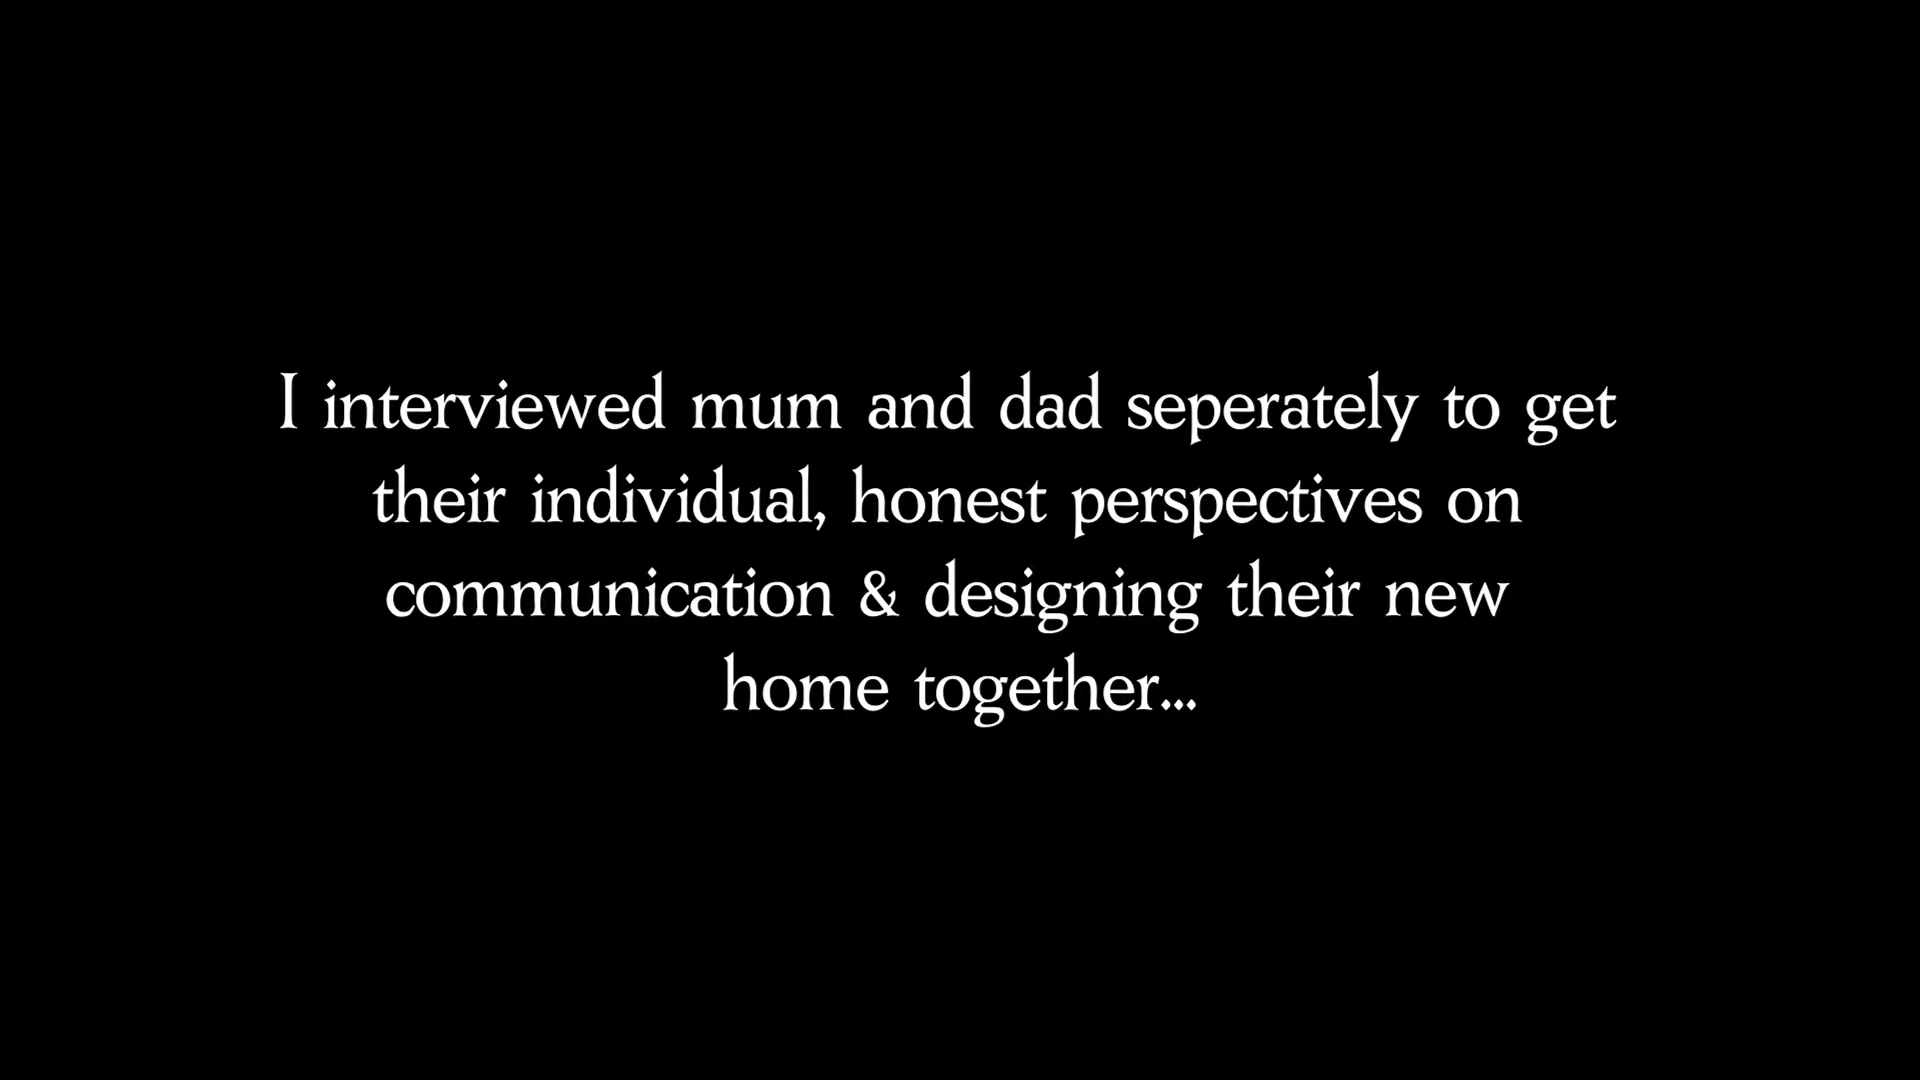 I interviewed mum and dad seperately to get
their individual, honest perspectives on
communication & designing their new
home together...